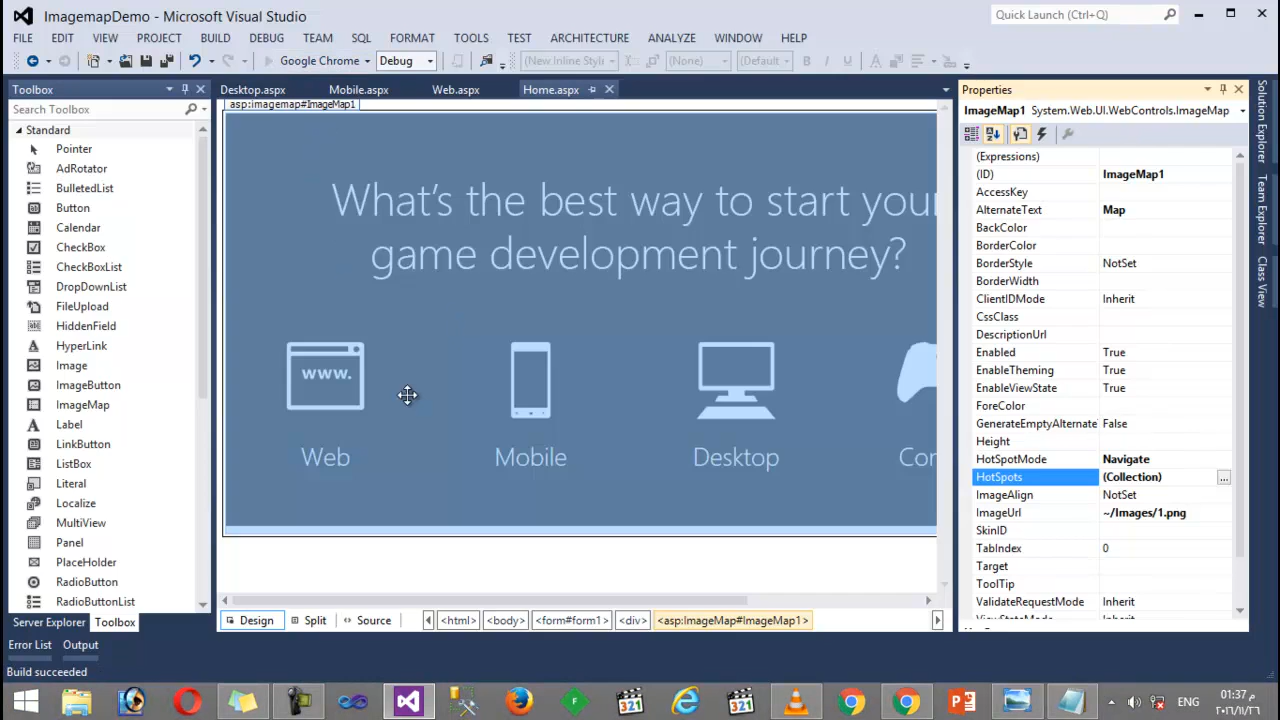 ImagemapDemo - Microsoft Visual Studio
Quick Launch (Ctrl+Q)
FILE EDIT VIEW PROJECT BUILD DEBUG TEAM SQL FORMAT TOOLS TEST ARCHITECTURE ANALYZE WINDOW HELP
Google Chrome Debug (New Inline Styl (None) (Default B I U A
Toolbox
Search Toolbox
Standard
Pointer
AdRotator
BulletedList
Button
Calendar
CheckBox
CheckBoxList
DropDownList
FileUpload
HiddenField
HyperLink
Image
ImageButton
ImageMap
Label
LinkButton
ListBox
Literal
Localize
MultiView
Panel
PlaceHolder
RadioButton
RadioButtonList
Server Explorer Toolbox
Desktop.aspx Mobile.aspx Web.aspx Home.aspx
asp:imagemap#ImageMap1
What's the best way to start your
game development journey?
www.
Web Mobile Desktop Con
Design Split Source <html> <body> <form#form1> <div> <asp:ImageMap#ImageMap1>
Properties
ImageMap1 System.Web.UI.WebControls.ImageMap
(Expressions)
(ID) ImageMap1
AccessKey
AlternateText Map
BackColor
BorderColor
BorderStyle NotSet
BorderWidth
ClientIDMode Inherit
CssClass
DescriptionUrl
Enabled True
EnableTheming True
EnableViewState True
ForeColor
GenerateEmptyAlternate False
Height
HotSpotMode Navigate
HotSpots (Collection) ...
ImageAlign NotSet
ImageUrl ~/Images/1.png
SkinID
TabIndex 0
Target
ToolTip
ValidateRequestMode Inherit
ViewStateMode Inherit
Solution Explorer
Team Explorer
Class View
Error List Output
Build succeeded
321
321
ENG
م ٠١:٣٧